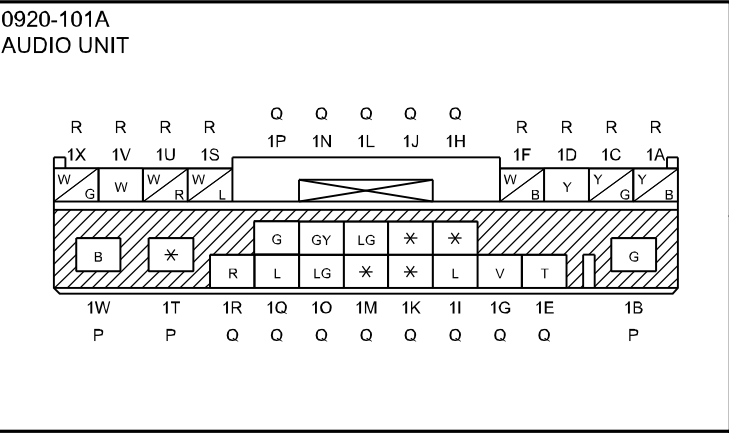 0920-101A
AUDIO UNIT
Q Q Q Q Q
R R R R R R R R
1P 1N 1L 1J 1H
1X 1V 1U 1S 1F 1D 1C 1A
W G W W R W L W B Y Y G Y B
G GY LG * *
B * G
R L LG * * L V T
1W 1T 1R 1Q 1O 1M 1K 1I 1G 1E 1B
P P Q Q Q Q Q Q Q Q P